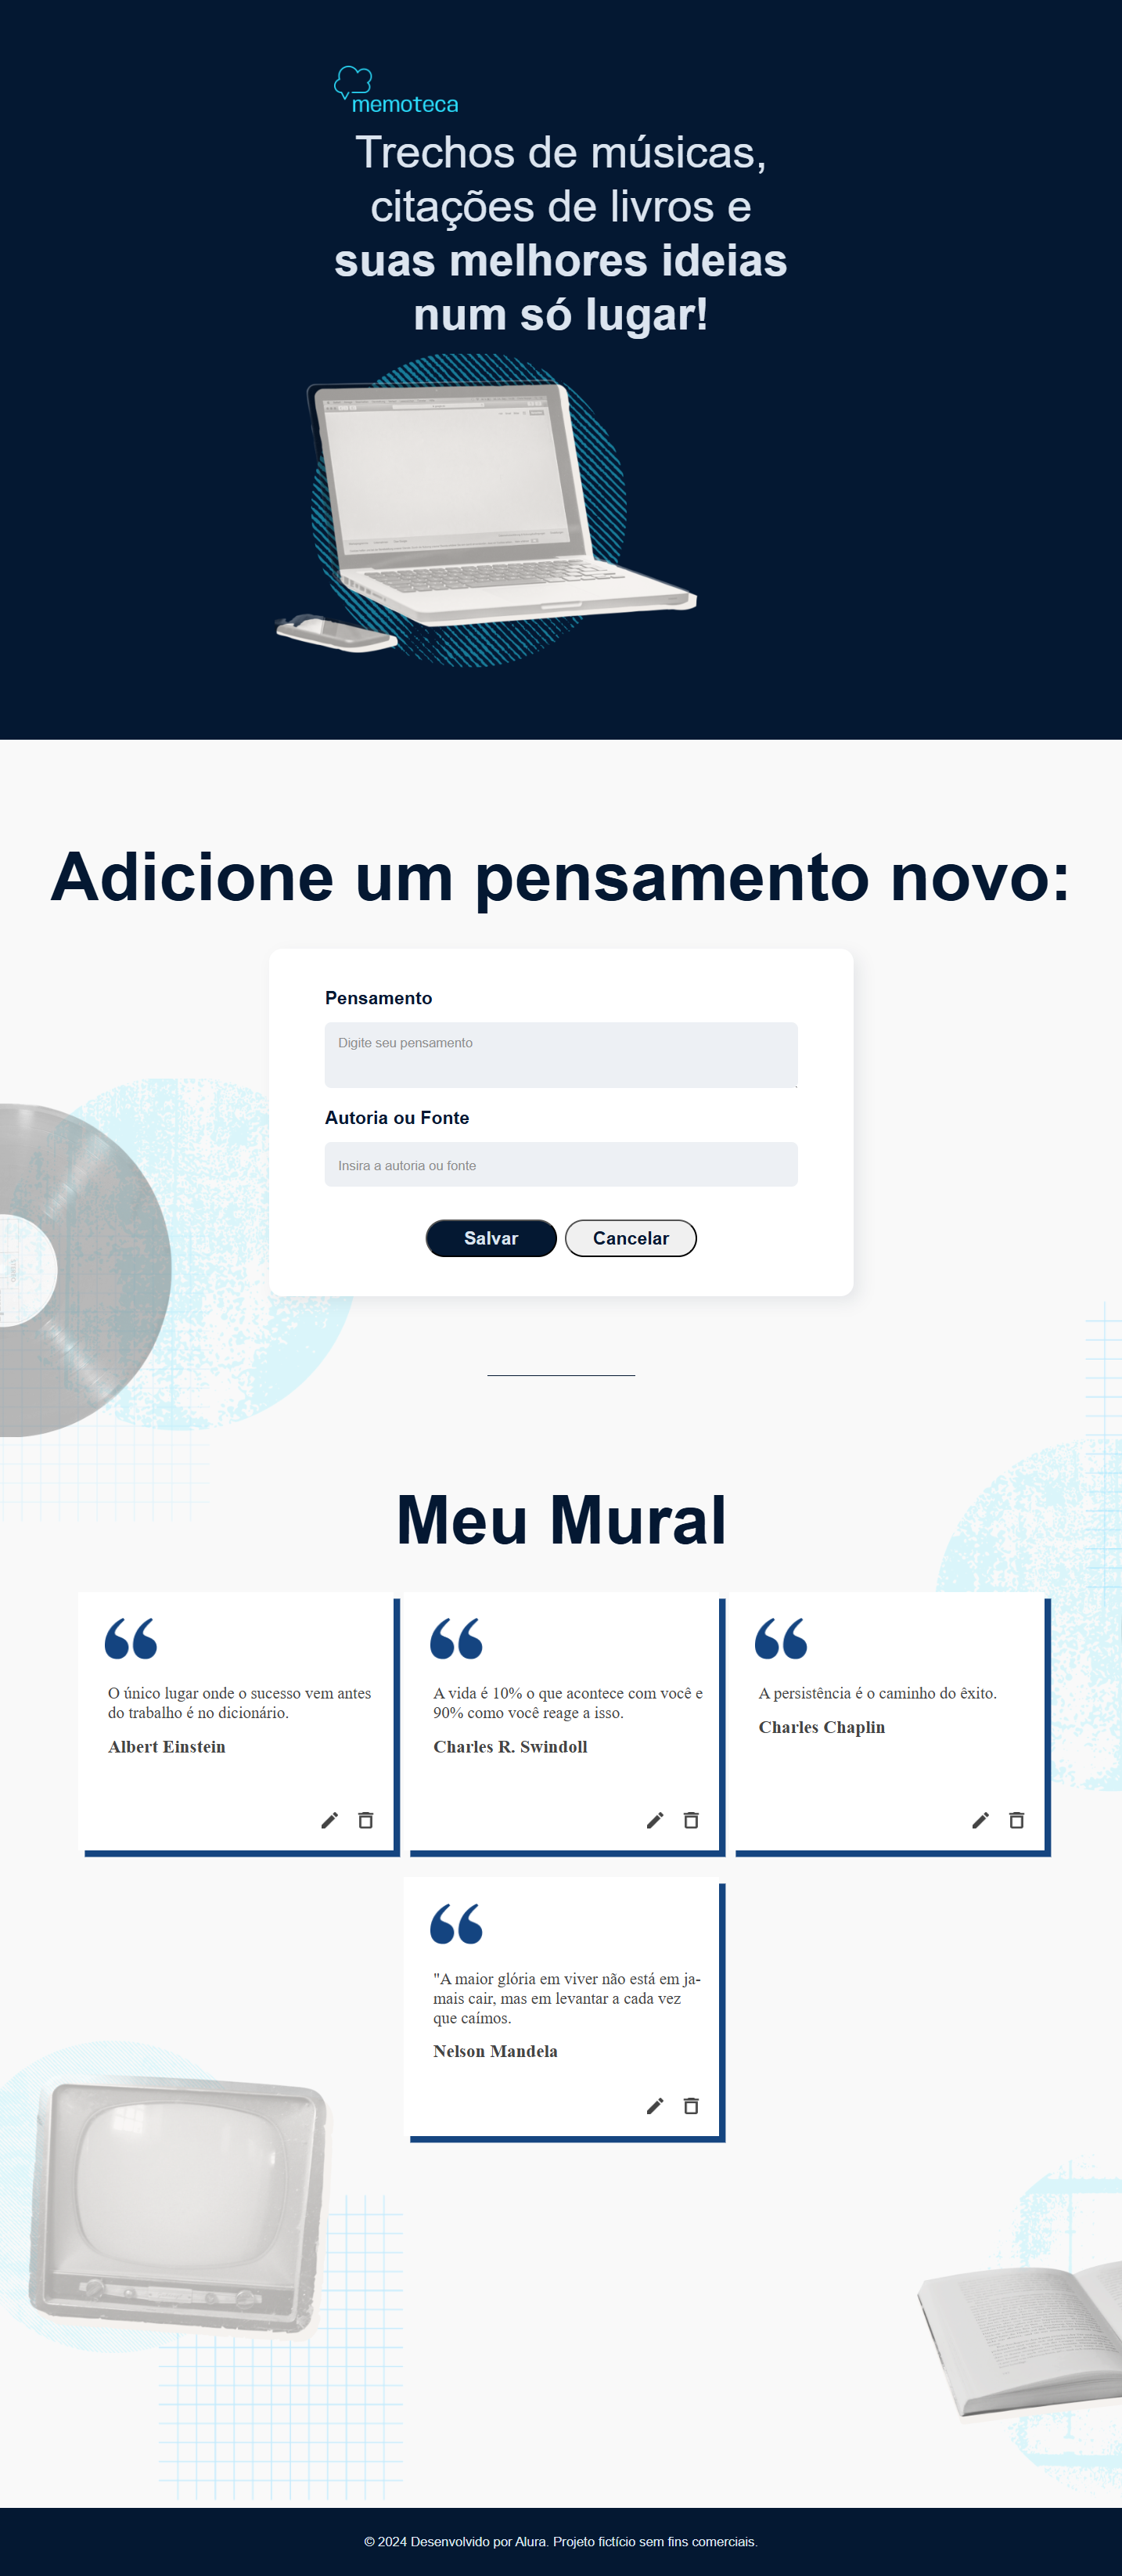 memoteca
Trechos de músicas,
citações de livros e
suas melhores ideias
num só lugar!
Adicione um pensamento novo:
Pensamento
Digite seu pensamento
Autoria ou Fonte
Insira a autoria ou fonte
Salvar
Cancelar
Meu Mural
O único lugar onde o sucesso vem antes
do trabalho é no dicionário.
Albert Einstein
A vida é 10% o que acontece com você e
90% como você reage a isso.
Charles R. Swindoll
A persistência é o caminho do êxito.
Charles Chaplin
"A maior glória em viver não está em ja-
mais cair, mas em levantar a cada vez
que caímos.
Nelson Mandela
© 2024 Desenvolvido por Alura. Projeto fictício sem fins comerciais.